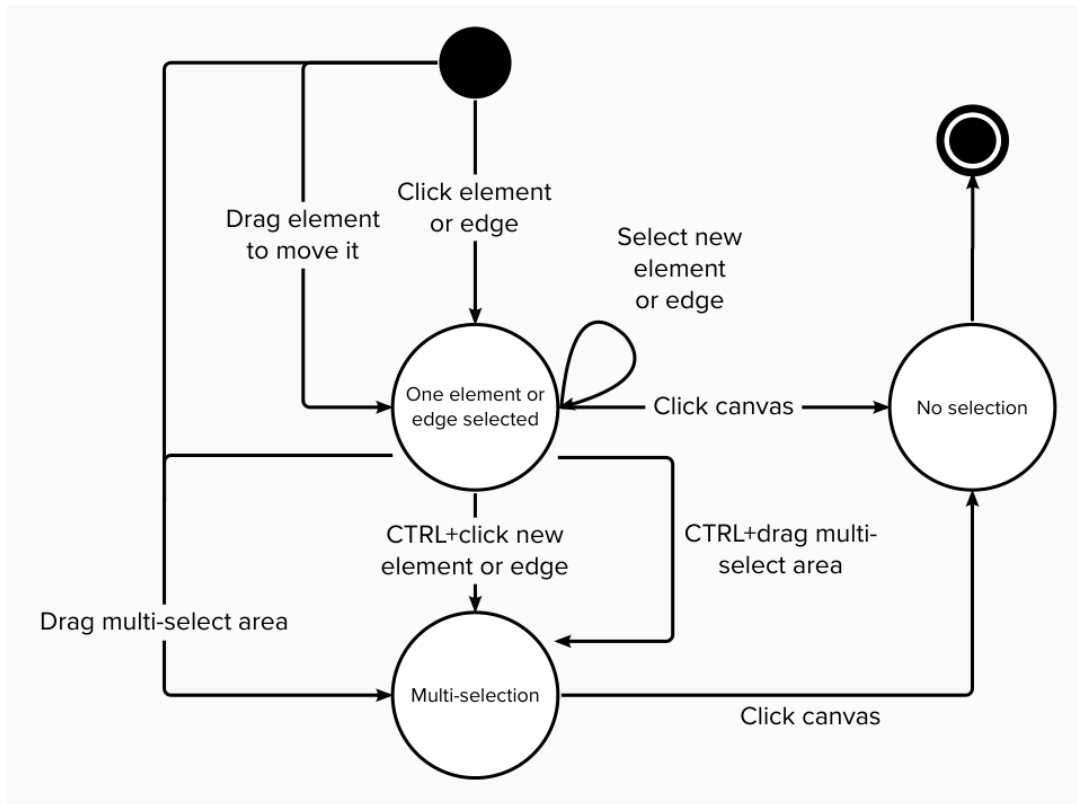 Click element
or edge
Drag element
to move it
Select new
element
or edge
One element or
edge selected
Click canvas
No selection
CTRL+click new
element or edge
CTRL+drag multi-
select area
Drag multi-select area
Multi-selection
Click canvas